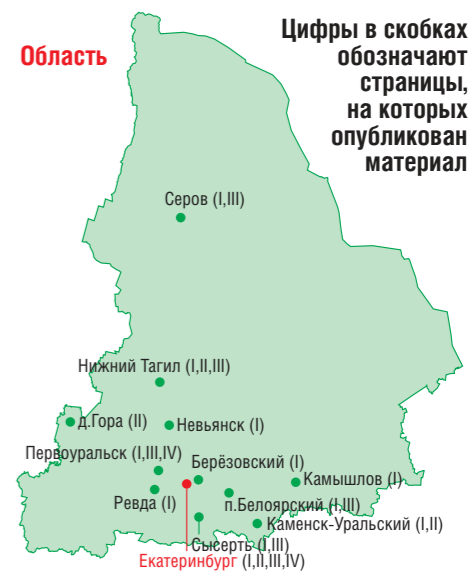 Область
Цифры в скобках
обозначают
страницы,
на которых
опубликован
материал
Серов (I,III)
Нижний Тагил (I,II,III)
д.Гора (II)
Невьянск (I)
Первоуральск (I,III,IV)
Берёзовский (I)
Камышлов (I)
Ревда (I)
п.Белоярский (I,III)
Каменск-Уральский (I,II)
Сысерть (I,III)
Екатеринбург (I,II,III,IV)